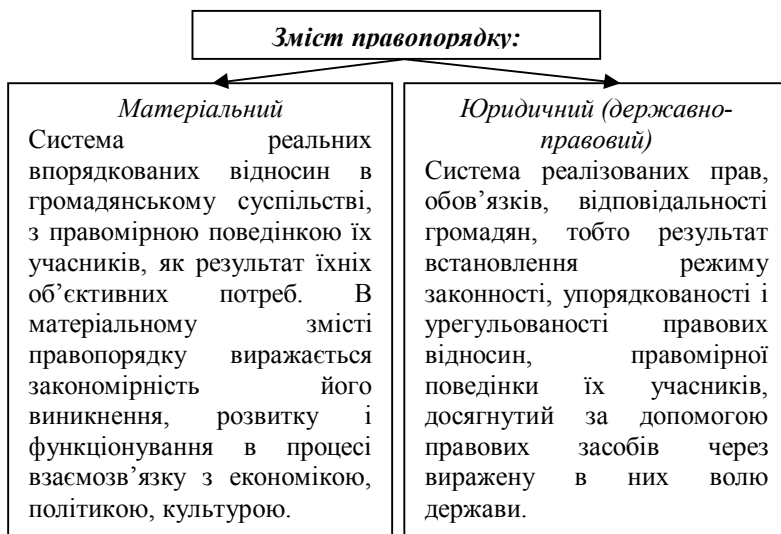 Зміст правопорядку:
Матеріальний
Система реальних
впорядкованих відносин в
громадянському суспільстві,
з правомірною поведінкою їх
учасників, як результат їхніх
об’єктивних потреб. В
матеріальному змісті
правопорядку виражається
закономірність його
виникнення, розвитку і
функціонування в процесі
взаємозв’язку з економікою,
політикою, культурою.
Юридичний (державно-
правовий)
Система реалізованих прав,
обов’язків, відповідальності
громадян, тобто результат
встановлення режиму
законності, упорядкованості і
урегульованості правових
відносин, правомірної
поведінки їх учасників,
досягнутий за допомогою
правових засобів через
виражену в них волю
держави.